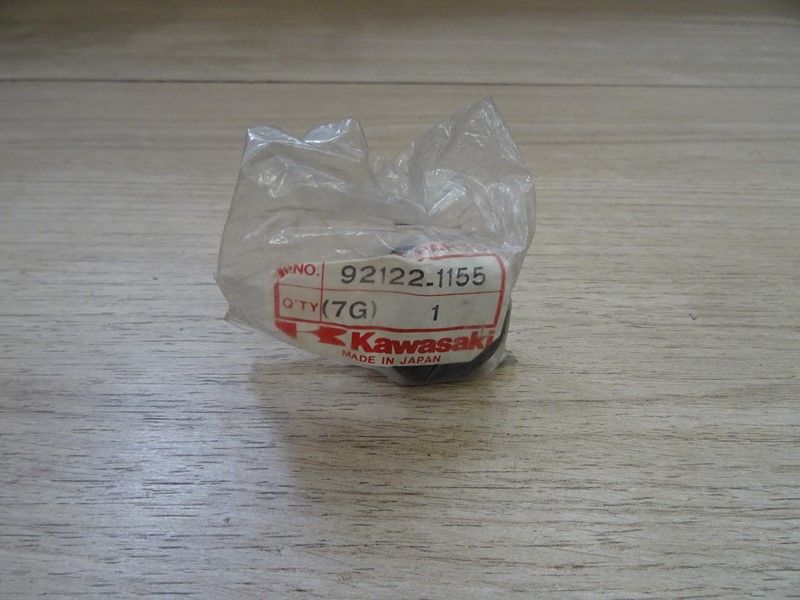 P.NO. 92122-1155
Q'TY (7G) 1
Kawasaki
MADE IN JAPAN